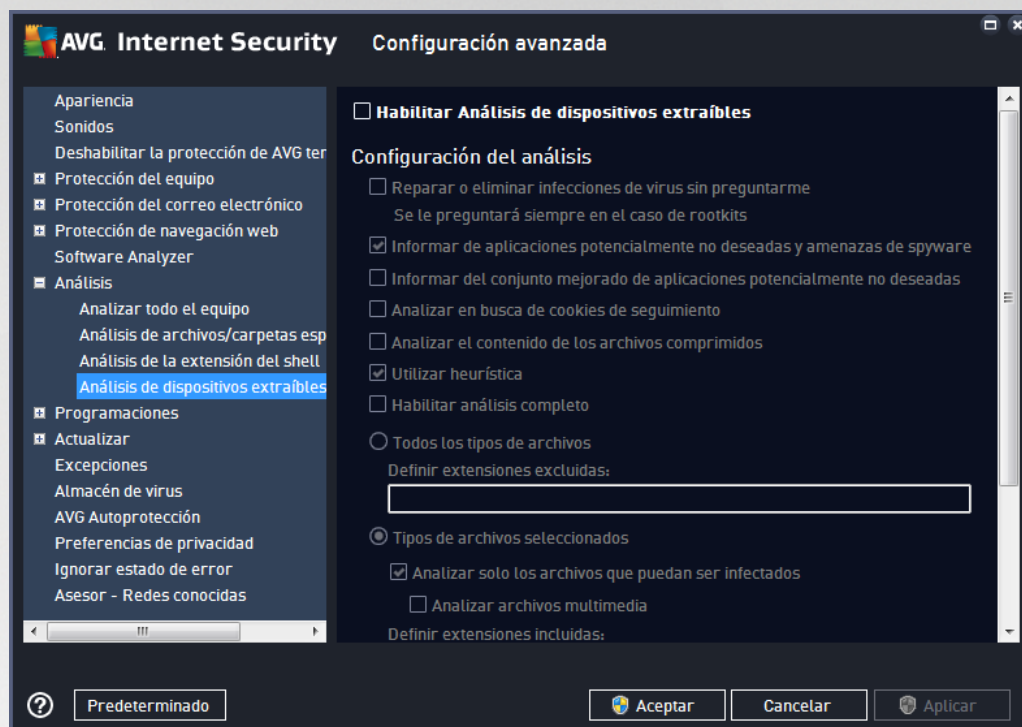 AVG. Internet Security
Configuración avanzada
Apariencia
Sonidos
Deshabilitar la protección de AVG ter
Protección del equipo
Protección del correo electrónico
Protección de navegación web
Software Analyzer
Análisis
Analizar todo el equipo
Análisis de archivos/carpetas esp
Análisis de la extensión del shell
Análisis de dispositivos extraíbles
Programaciones
Actualizar
Excepciones
Almacén de virus
AVG Autoprotección
Preferencias de privacidad
Ignorar estado de error
Asesor - Redes conocidas
Habilitar Análisis de dispositivos extraíbles
Configuración del análisis
Reparar o eliminar infecciones de virus sin preguntarme
Se le preguntará siempre en el caso de rootkits
Informar de aplicaciones potencialmente no deseadas y amenazas de spyware
Informar del conjunto mejorado de aplicaciones potencialmente no deseadas
Analizar en busca de cookies de seguimiento
Analizar el contenido de los archivos comprimidos
Utilizar heurística
Habilitar análisis completo
Todos los tipos de archivos
Definir extensiones excluidas:
Tipos de archivos seleccionados
Analizar solo los archivos que puedan ser infectados
Analizar archivos multimedia
Definir extensiones incluidas:
?
Predeterminado
Aceptar
Cancelar
Aplicar